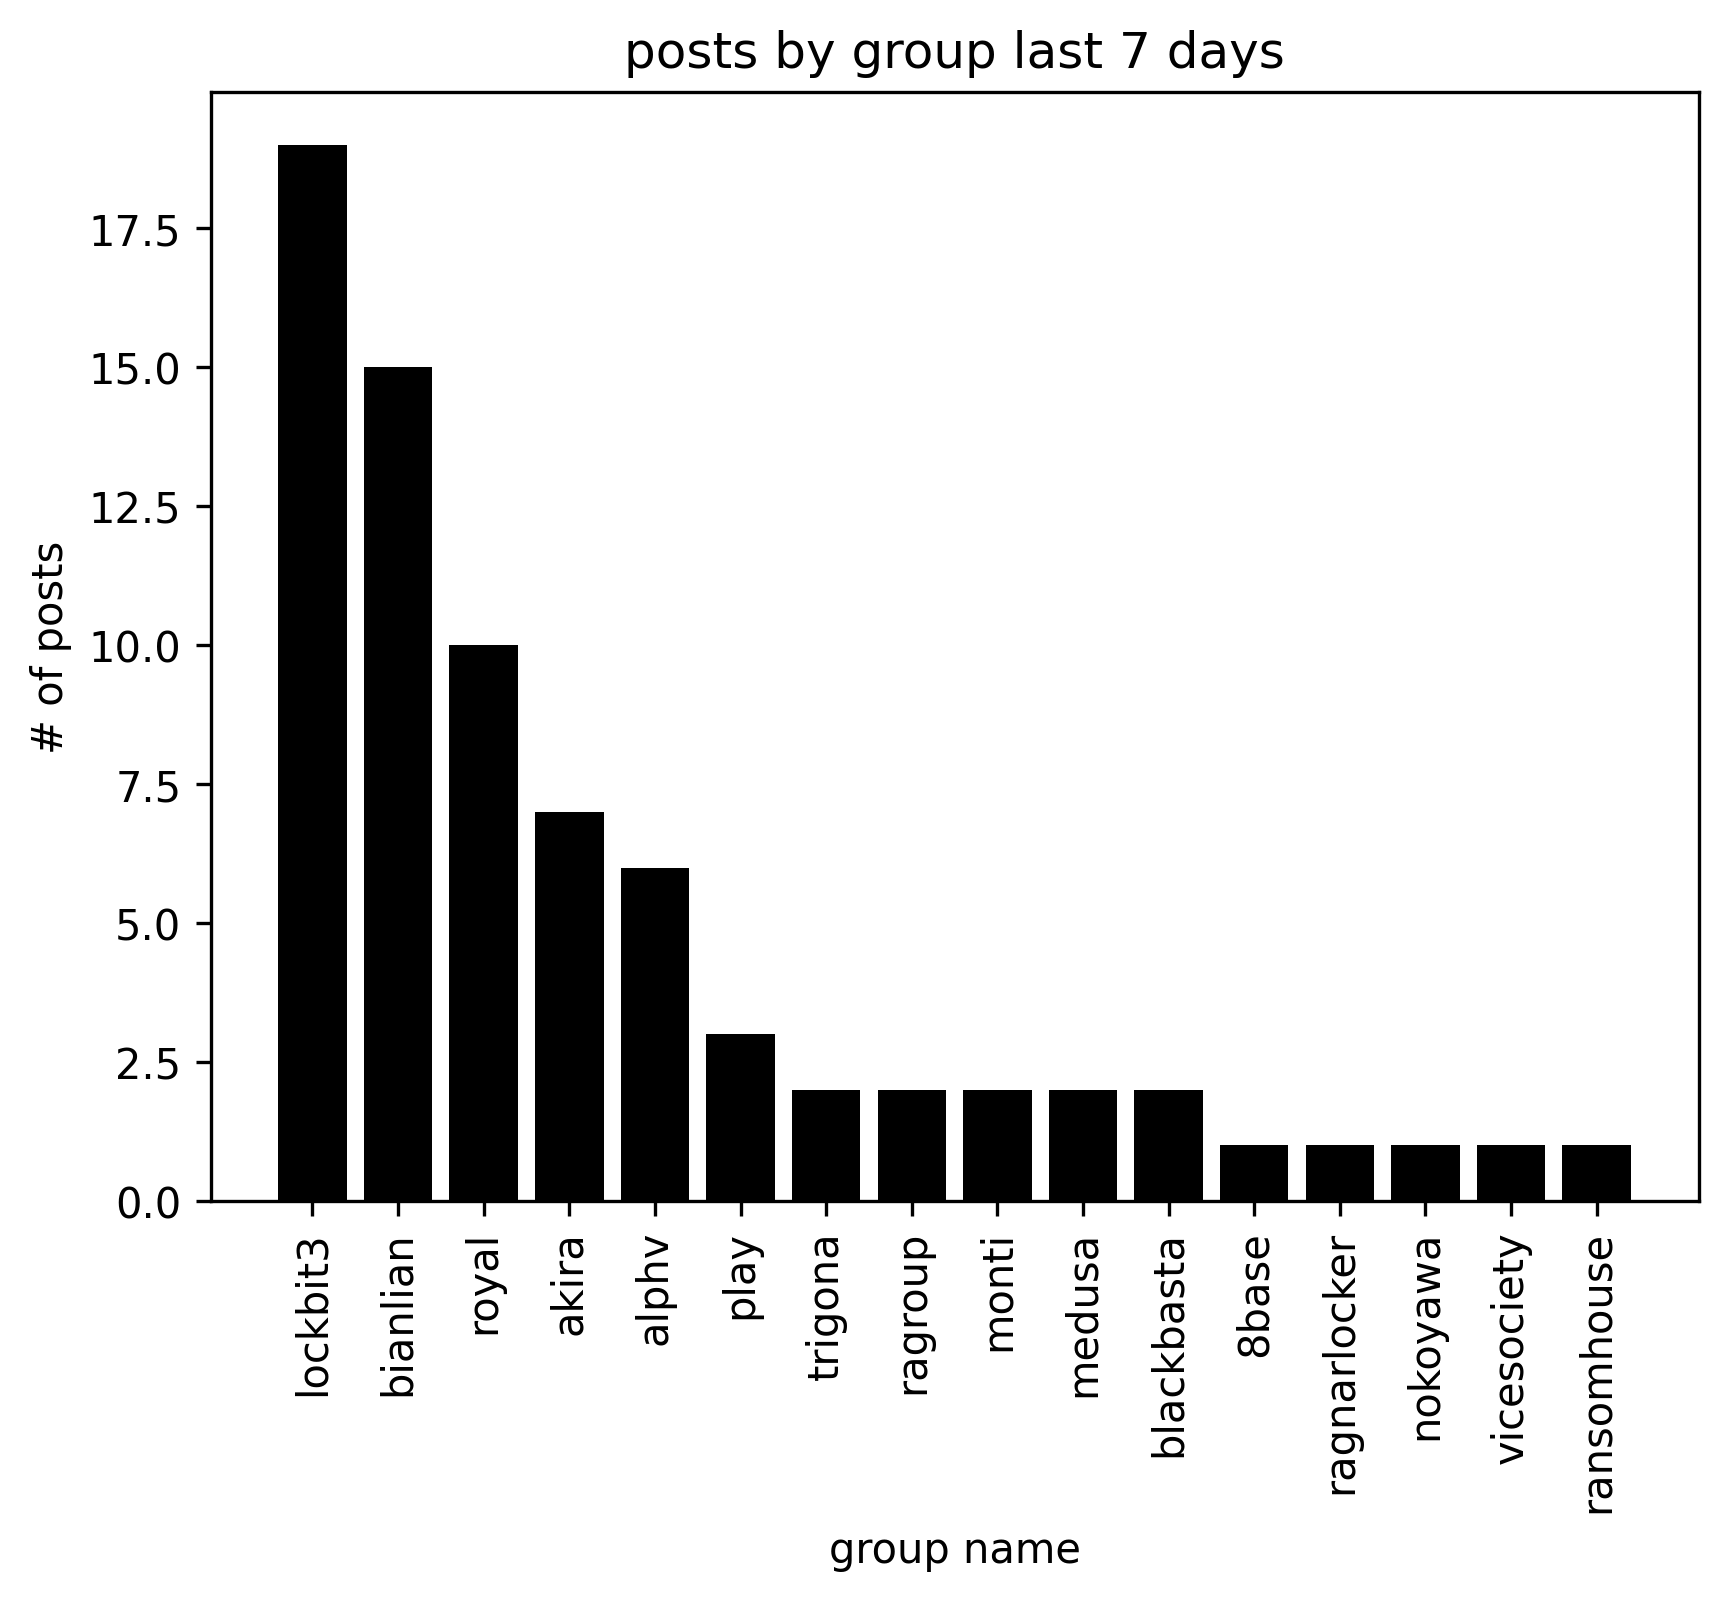 posts by group last 7 days
# of posts
17.5
15.0
12.5
10.0
7.5
5.0
2.5
0.0
lockbit3
bianlian
royal
akira
alphv
play
trigona
ragroup
monti
medusa
blackbasta
8base
ragnarlocker
nokoyawa
vicesociety
ransomhouse
group name